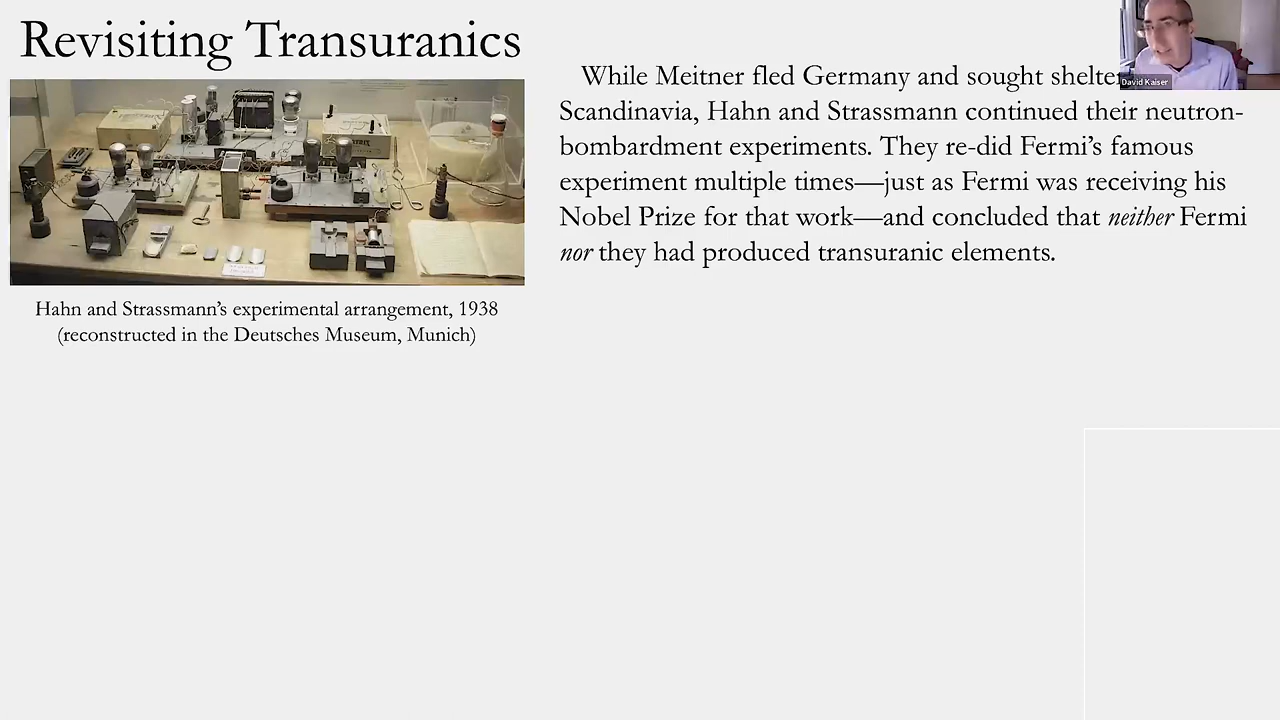 Revisiting Transuranics
David Kaiser
While Meitner fled Germany and sought shelter
Scandinavia, Hahn and Strassmann continued their neutron-
bombardment experiments. They re-did Fermi’s famous
experiment multiple times—just as Fermi was receiving his
Nobel Prize for that work—and concluded that neither Fermi
nor they had produced transuranic elements.
Hahn and Strassmann’s experimental arrangement, 1938
(reconstructed in the Deutsches Museum, Munich)